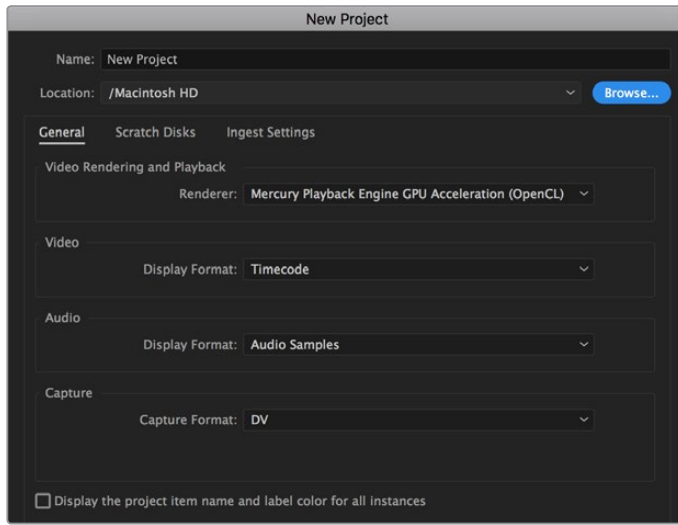 New Project
Name: New Project
Location: /Macintosh HD Browse...
General Scratch Disks Ingest Settings
Video Rendering and Playback
Renderer: Mercury Playback Engine GPU Acceleration (OpenCL)
Video
Display Format: Timecode
Audio
Display Format: Audio Samples
Capture
Capture Format: DV
Display the project item name and label color for all instances